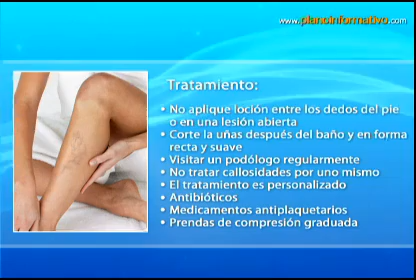 www.planoinformativo.com
Tratamiento:
• No aplique loción entre los dedos del pie
o en una lesión abierta
• Corte la uñas después del baño y en forma
recta y suave
• Visitar un podólogo regularmente
• No tratar callosidades por uno mismo
• El tratamiento es personalizado
• Antibióticos
• Medicamentos antiplaquetarios
• Prendas de compresión graduada